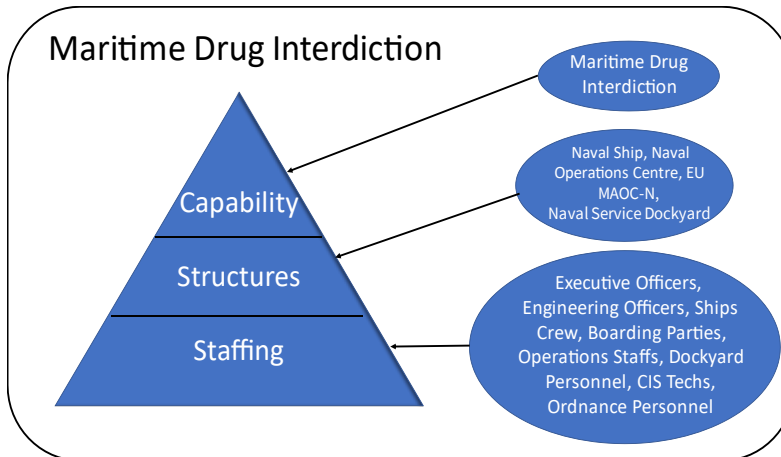 Maritime Drug Interdiction
Maritime Drug
Interdiction
Naval Ship, Naval
Operations Centre, EU
MAOC-N,
Naval Service Dockyard
Capability
Structures
Staffing
Executive Officers,
Engineering Officers, Ships
Crew, Boarding Parties,
Operations Staffs, Dockyard
Personnel, CIS Techs,
Ordnance Personnel